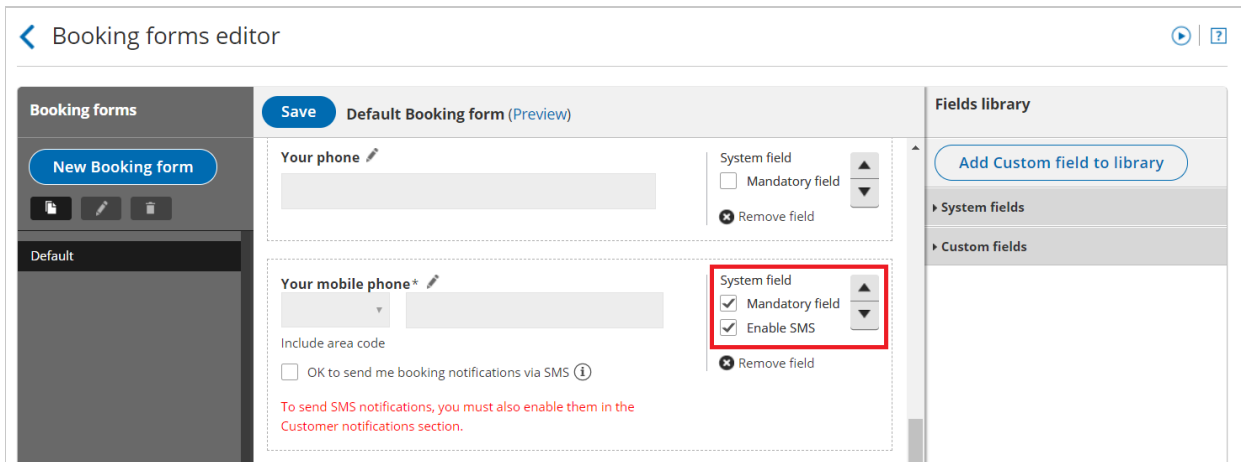 Booking forms editor
?
Booking forms
Save
Default Booking form (Preview)
Fields library
New Booking form
Default
Your phone
System field
Mandatory field
Remove field
Your mobile phone*
Include area code
OK to send me booking notifications via SMS i
To send SMS notifications, you must also enable them in the
Customer notifications section.
System field
Mandatory field
Enable SMS
Remove field
Add Custom field to library
System fields
Custom fields